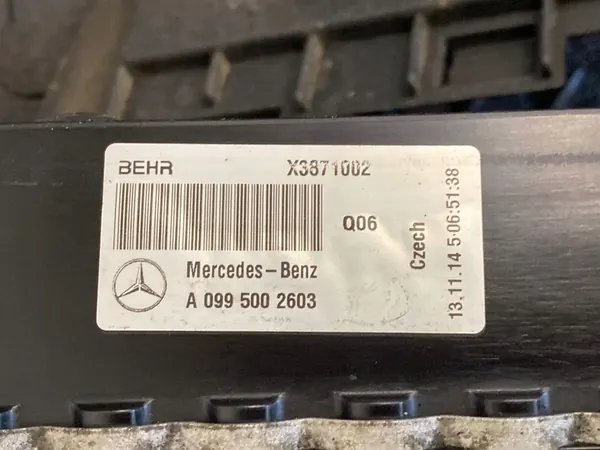 BEHR X3871002
Q06
Mercedes-Benz
A 099 500 2603
Czech
13.11.14 5·06:51:38